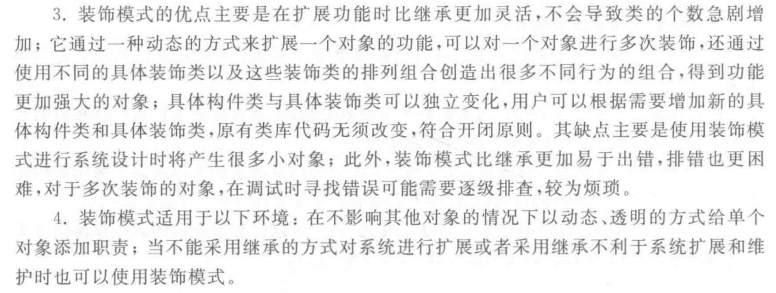 3. 装饰模式的优点主要是在扩展功能时比继承更加灵活,不会导致类的个数急剧增
加；它通过一种动态的方式来扩展一个对象的功能,可以对一个对象进行多次装饰,还通过
使用不同的具体装饰类以及这些装饰类的排列组合创造出很多不同行为的组合,得到功能
更加强大的对象；具体构件类与具体装饰类可以独立变化,用户可以根据需要增加新的具
体构件类和具体装饰类,原有类库代码无须改变,符合开闭原则。其缺点主要是使用装饰模
式进行系统设计时将产生很多小对象；此外,装饰模式比继承更加易于出错,排错也更困
难,对于多次装饰的对象,在调试时寻找错误可能需要逐级排查,较为烦琐。
4. 装饰模式适用于以下环境：在不影响其他对象的情况下以动态、透明的方式给单个
对象添加职责；当不能采用继承的方式对系统进行扩展或者采用继承不利于系统扩展和维
护时也可以使用装饰模式。